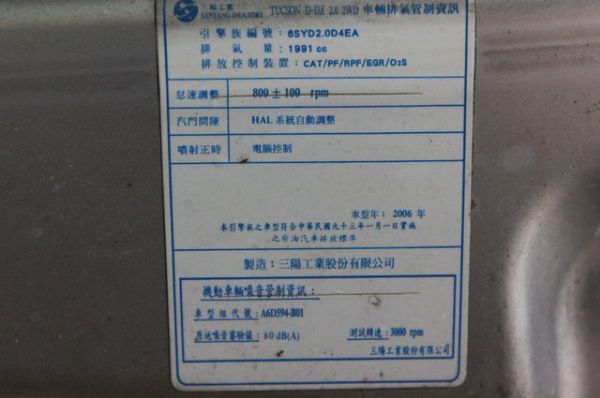 三陽工業 TUCSON D-DZ 2.0 2WD 車輛排氣管制資訊
SANYANG INDUSTRY
引擎族編號：6SYD2.0D4EA
排氣量：1991 cc
排放控制裝置：CAT/PF/RPF/EGR/O2S
怠速調整 800 ± 100 rpm
汽門間隙 HAL 系統自動調整
噴射正時 電腦控制
車型年：2006 年
本引擎族之車型符合中華民國九十三年一月一日實施
之柴油汽車排放標準
製造：三陽工業股份有限公司
機動車輛噪音管制資訊：
車型組代號：A6D594-B01
原地噪音審驗值：80 dB(A) 測試轉速：3000 rpm
三陽工業股份有限公司